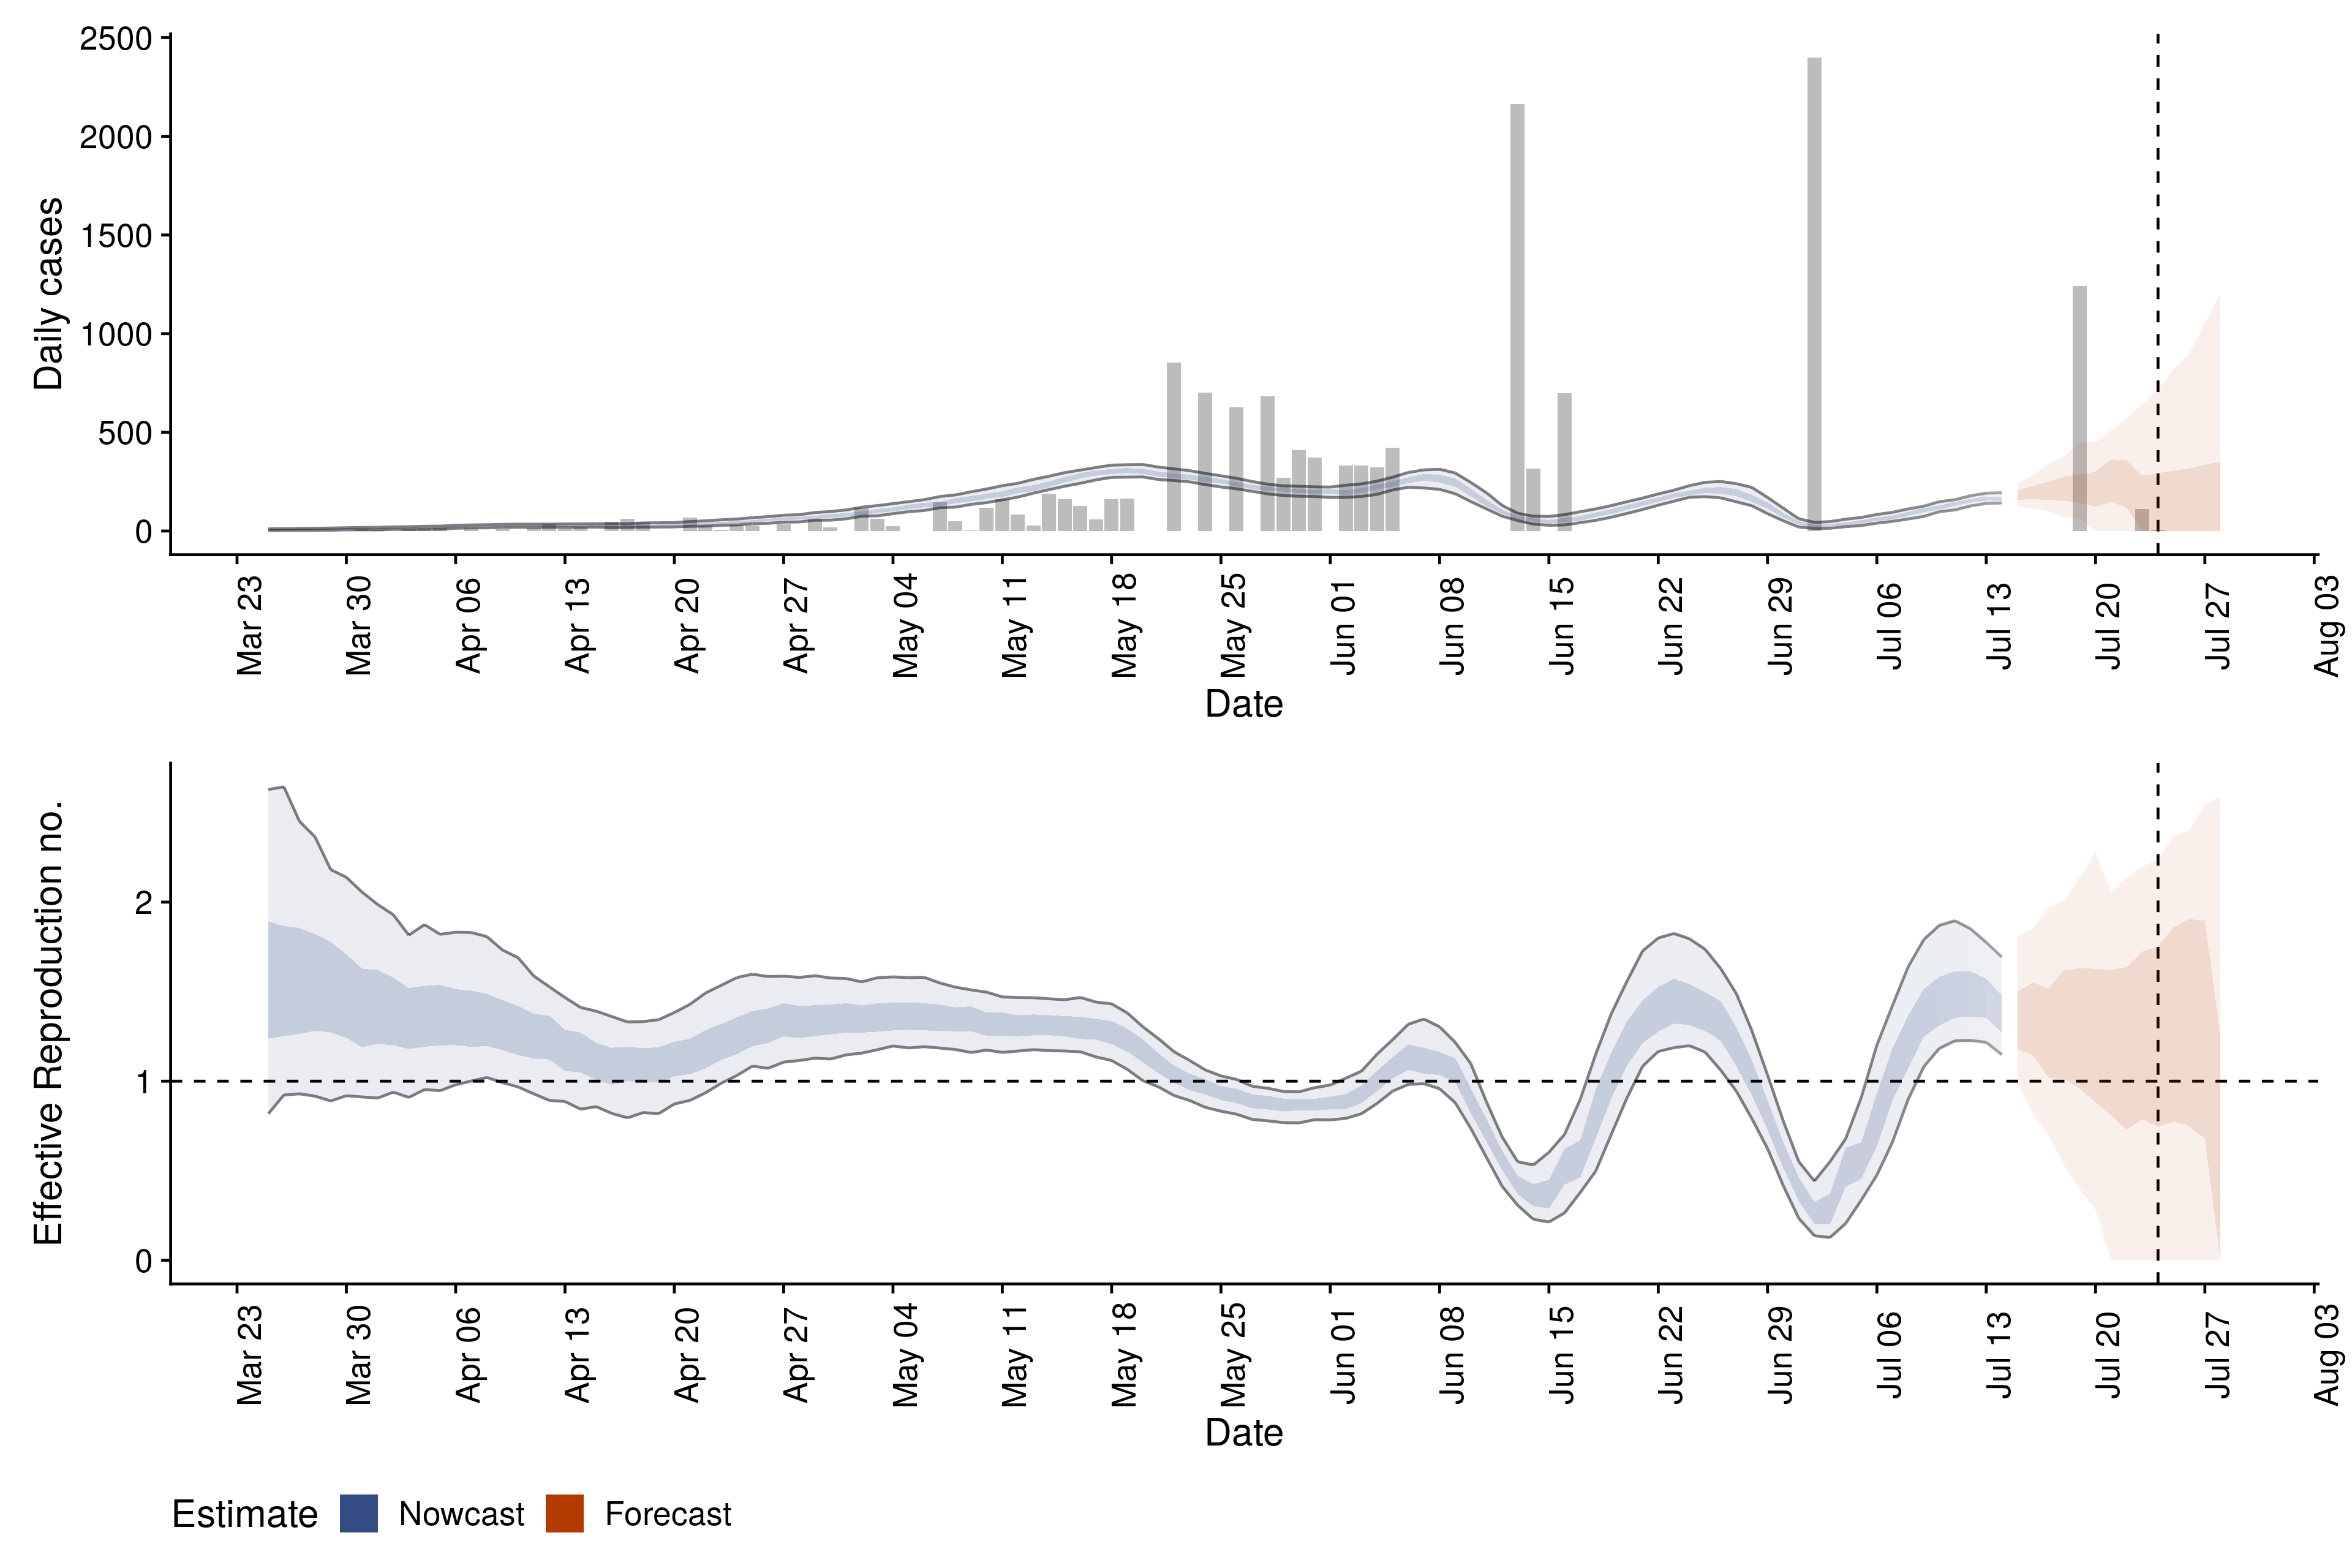 2500
2000
1500
1000
500
0
Daily cases
Mar 23 Mar 30 Apr 06 Apr 13 Apr 20 Apr 27 May 04 May 11 May 18 May 25 Jun 01 Jun 08 Jun 15 Jun 22 Jun 29 Jul 06 Jul 13 Jul 20 Jul 27 Aug 03
Date
2
1
0
Effective Reproduction no.
Mar 23 Mar 30 Apr 06 Apr 13 Apr 20 Apr 27 May 04 May 11 May 18 May 25 Jun 01 Jun 08 Jun 15 Jun 22 Jun 29 Jul 06 Jul 13 Jul 20 Jul 27 Aug 03
Date
Estimate Nowcast Forecast